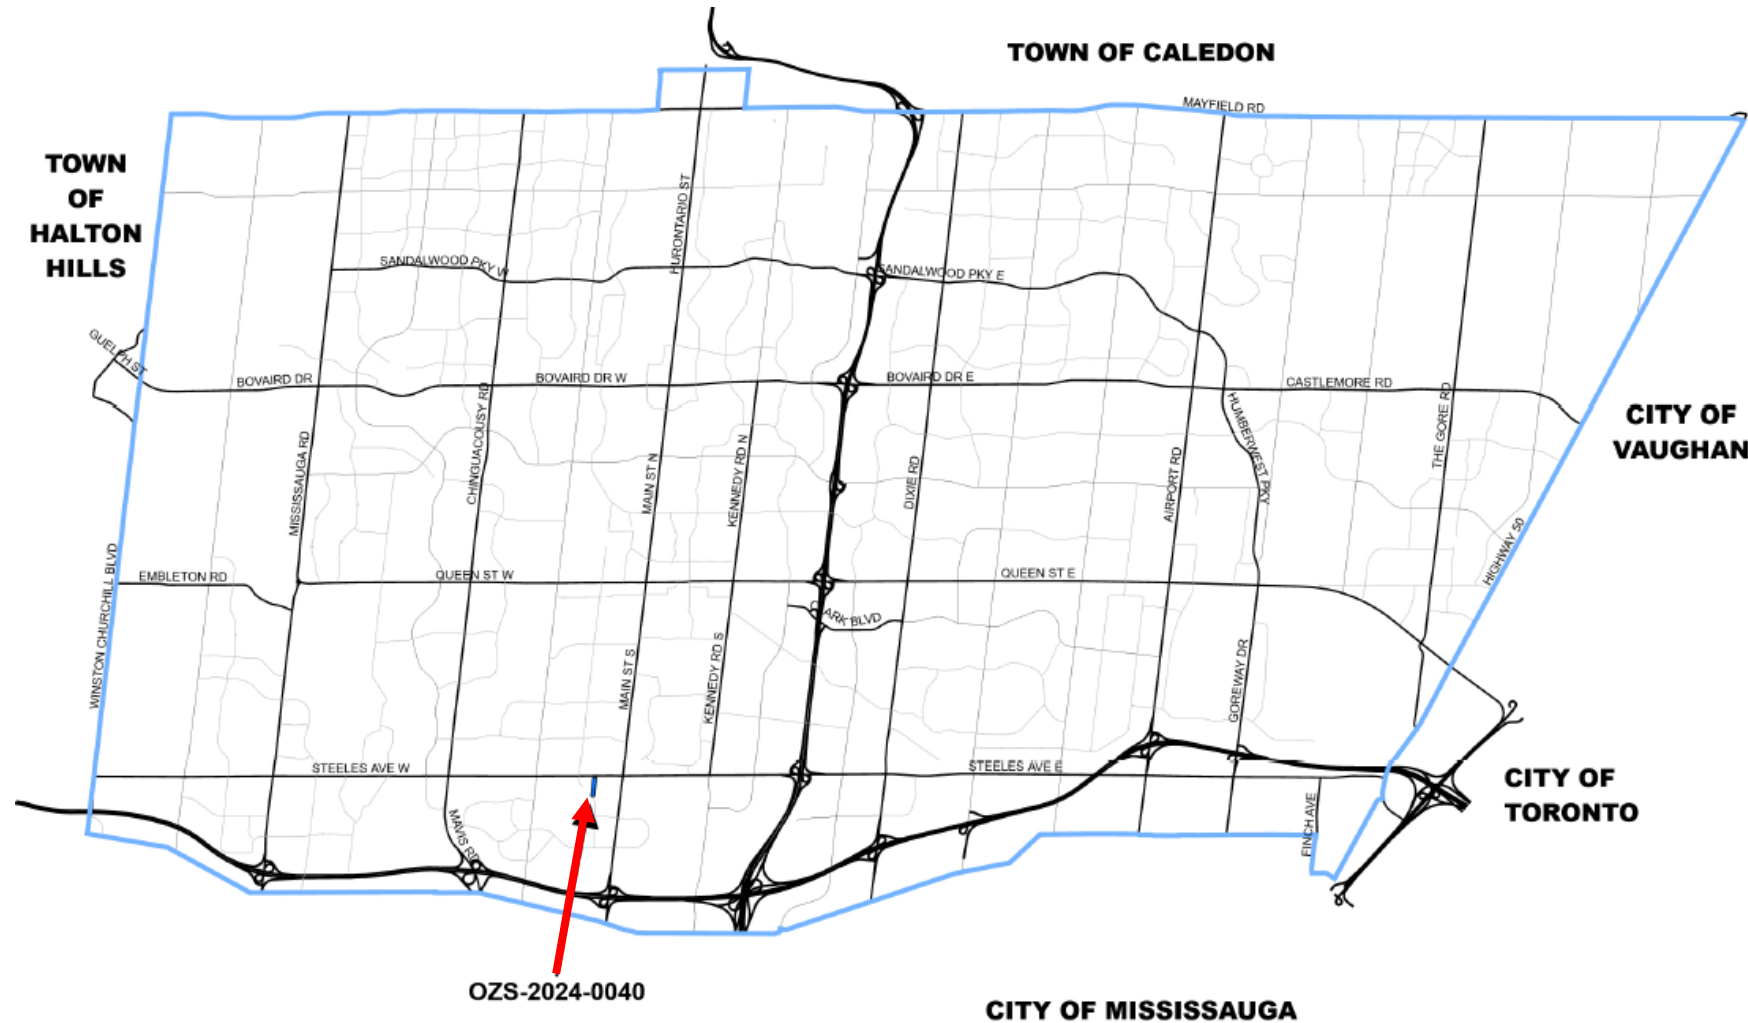 TOWN OF CALEDON
MAYFIELD RD
TOWN
OF
HALTON
HILLS
HURONTARIO ST
SANDALWOOD PKY W
SANDALWOOD PKY E
GUELPH ST
BOVAIRD DR
BOVAIRD DR W
BOVAIRD DR E
CASTLEMORE RD
CITY OF
VAUGHAN
MISSISSAUGA RD
CHINGUACOUSY RD
MAIN ST N
KENNEDY RD N
DIXIE RD
AIRPORT RD
HUMBERWEST PKY
THE GORE RD
HIGHWAY 50
WINSTON CHURCHILL BLVD
EMBLETON RD
QUEEN ST W
QUEEN ST E
CLARK BLVD
MAIN ST S
KENNEDY RD S
GOREWAY DR
STEELES AVE W
STEELES AVE E
CITY OF
TORONTO
MAVIS RD
FINCH AVE
OZS-2024-0040
CITY OF MISSISSAUGA